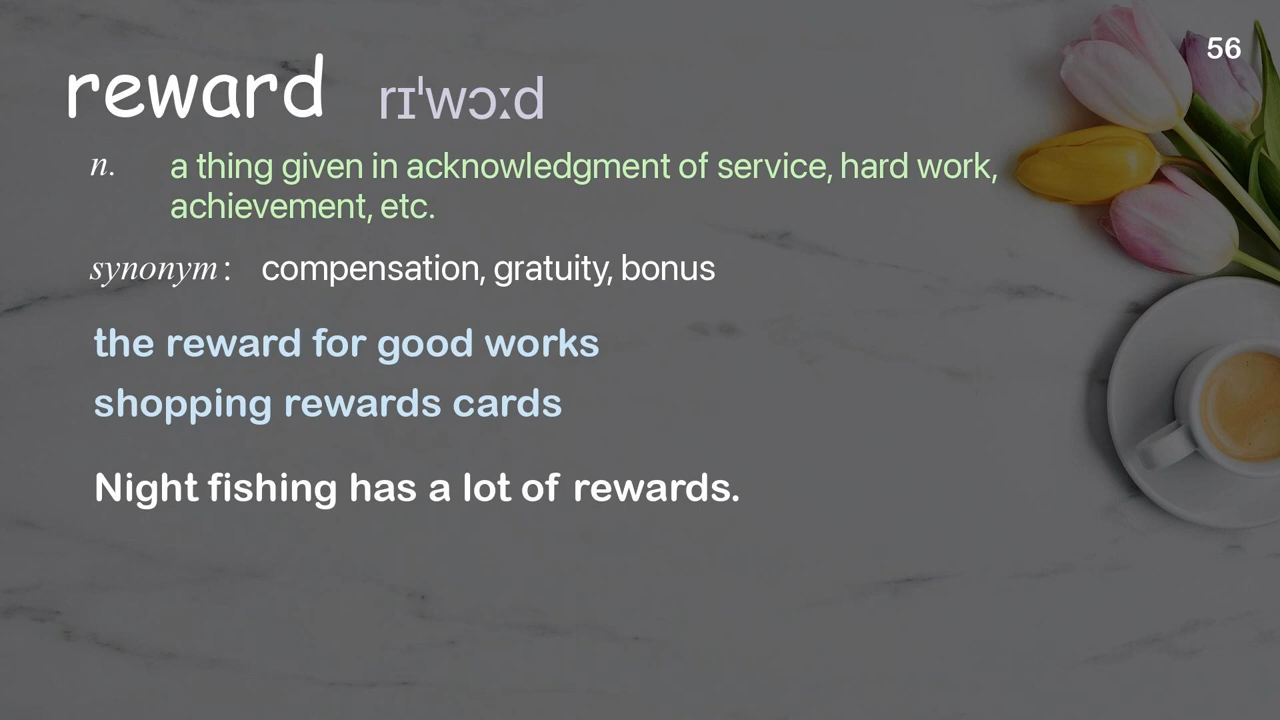 56
reward rɪˈwɔːd
n. a thing given in acknowledgment of service, hard work,
achievement, etc.
synonym : compensation, gratuity, bonus
the reward for good works
shopping rewards cards
Night fishing has a lot of rewards.